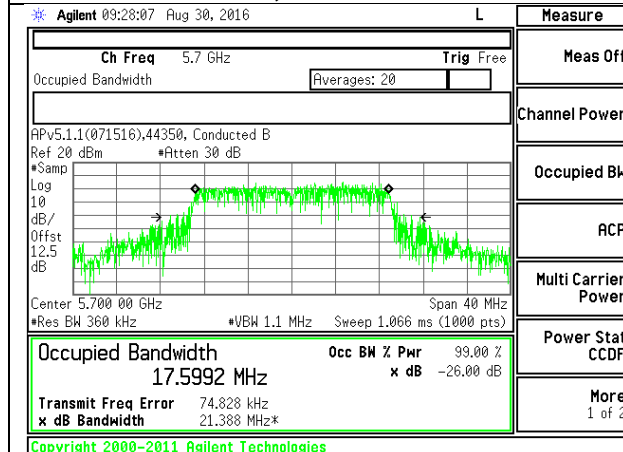 Agilent 09:28:07 Aug 30, 2016 L
Measure
Ch Freq 5.7 GHz Trig Free
Occupied Bandwidth Averages: 20
APv5.1.1(071516),44350, Conducted B
Ref 20 dBm #Atten 30 dB
#Samp
Log
10
dB/
Offst
12.5
dB
Center 5.700 00 GHz Span 40 MHz
#Res BW 360 kHz #VBW 1.1 MHz Sweep 1.066 ms (1000 pts)
Occupied Bandwidth Occ BW % Pwr 99.00 %
17.5992 MHz x dB -26.00 dB
Transmit Freq Error 74.828 kHz
x dB Bandwidth 21.388 MHz*
Copyright 2000-2011 Agilent Technologies
Meas Off
Channel Power
Occupied BW
ACP
Multi Carrier
Power
Power Stat
CCDF
More
1 of 2